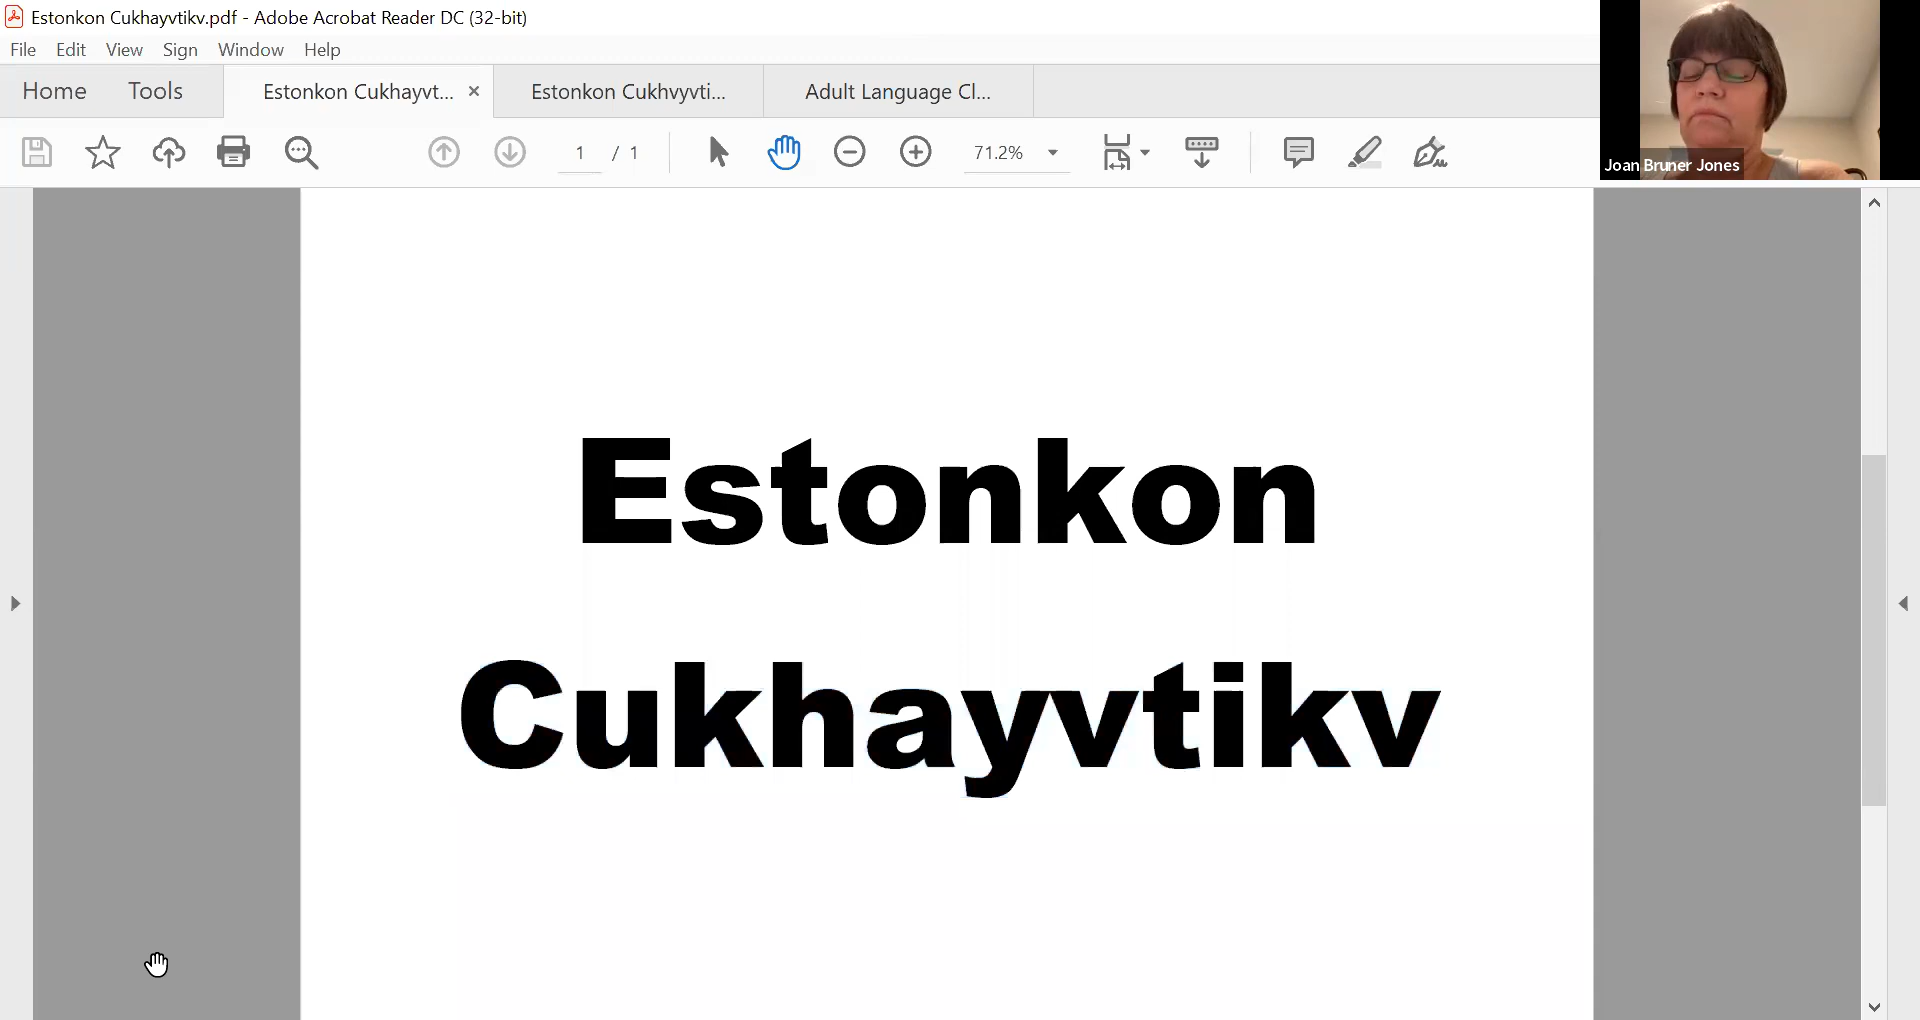 Estonkon Cukhayvtikv.pdf - Adobe Acrobat Reader DC (32-bit)
File Edit View Sign Window Help
Home Tools Estonkon Cukhayvt... × Estonkon Cukhvyvti... Adult Language Cl...
1 / 1 71.2%
Joan Bruner Jones
Estonkon
Cukhayvtikv